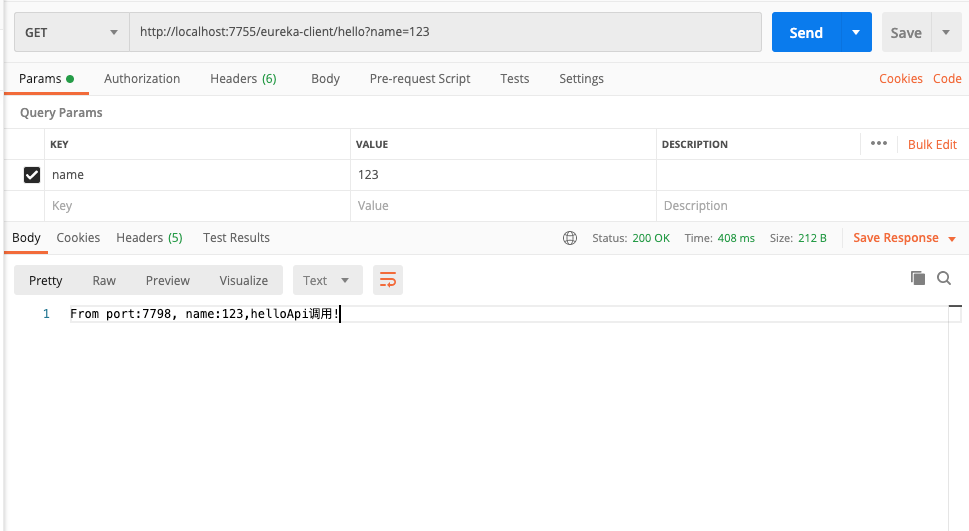 GET http://localhost:7755/eureka-client/hello?name=123 Send Save
Params Authorization Headers (6) Body Pre-request Script Tests Settings Cookies Code
Query Params
KEY VALUE DESCRIPTION ••• Bulk Edit
name 123
Key Value Description
Body Cookies Headers (5) Test Results Status: 200 OK Time: 408 ms Size: 212 B Save Response
Pretty Raw Preview Visualize Text
1 From port:7798, name:123,helloApi调用!